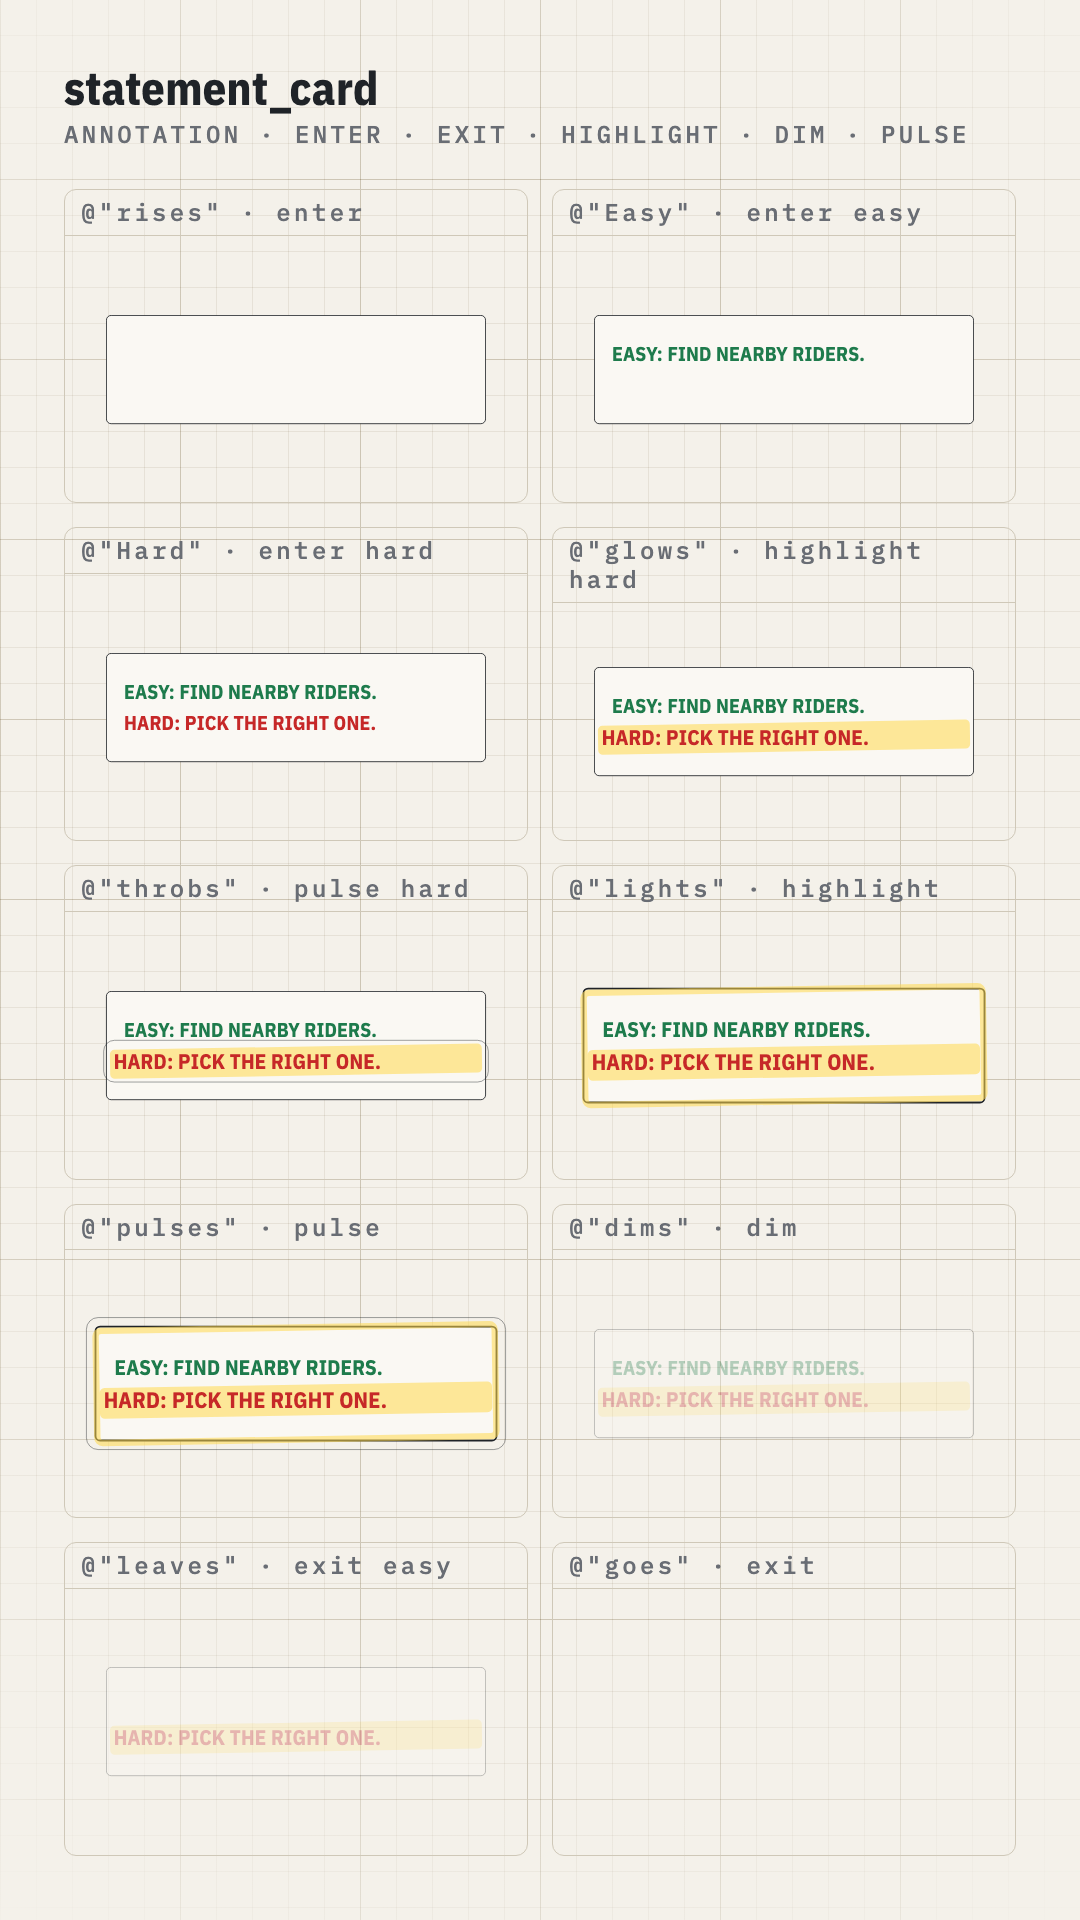 statement_card
ANNOTATION · ENTER · EXIT · HIGHLIGHT · DIM · PULSE
@"rises" · enter
@"Easy" · enter easy
EASY: FIND NEARBY RIDERS.
@"Hard" · enter hard
EASY: FIND NEARBY RIDERS.
HARD: PICK THE RIGHT ONE.
@"glows" · highlight
hard
EASY: FIND NEARBY RIDERS.
HARD: PICK THE RIGHT ONE.
@"throbs" · pulse hard
EASY: FIND NEARBY RIDERS.
HARD: PICK THE RIGHT ONE.
@"lights" · highlight
EASY: FIND NEARBY RIDERS.
HARD: PICK THE RIGHT ONE.
@"pulses" · pulse
EASY: FIND NEARBY RIDERS.
HARD: PICK THE RIGHT ONE.
@"dims" · dim
EASY: FIND NEARBY RIDERS.
HARD: PICK THE RIGHT ONE.
@"leaves" · exit easy
HARD: PICK THE RIGHT ONE.
@"goes" · exit